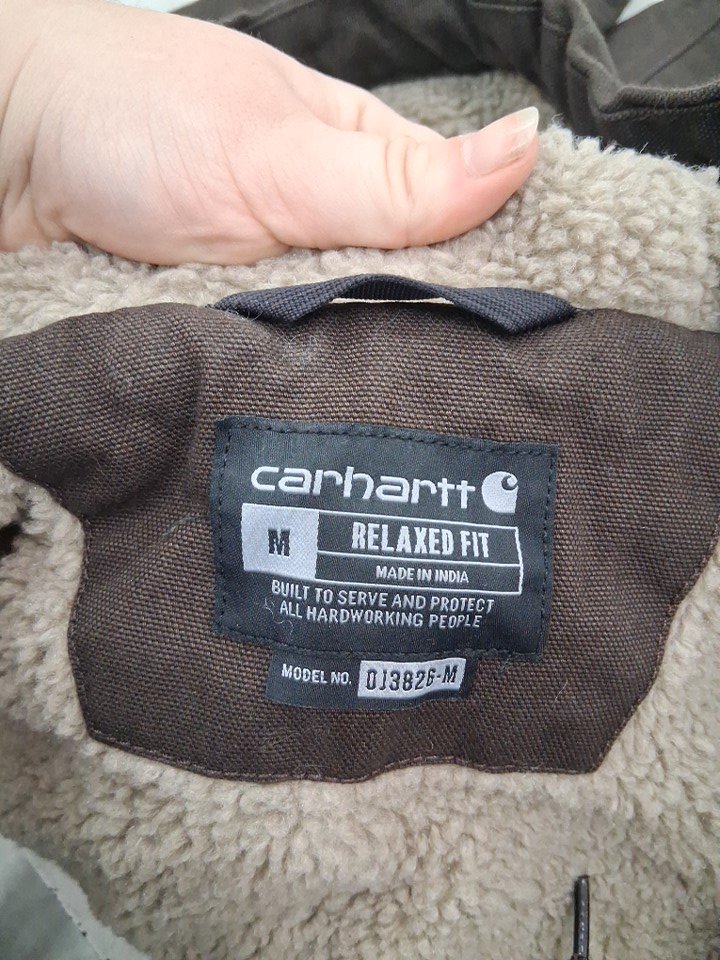 carhartt
M RELAXED FIT
MADE IN INDIA
BUILT TO SERVE AND PROTECT
ALL HARDWORKING PEOPLE
MODEL NO. OJ3826-M